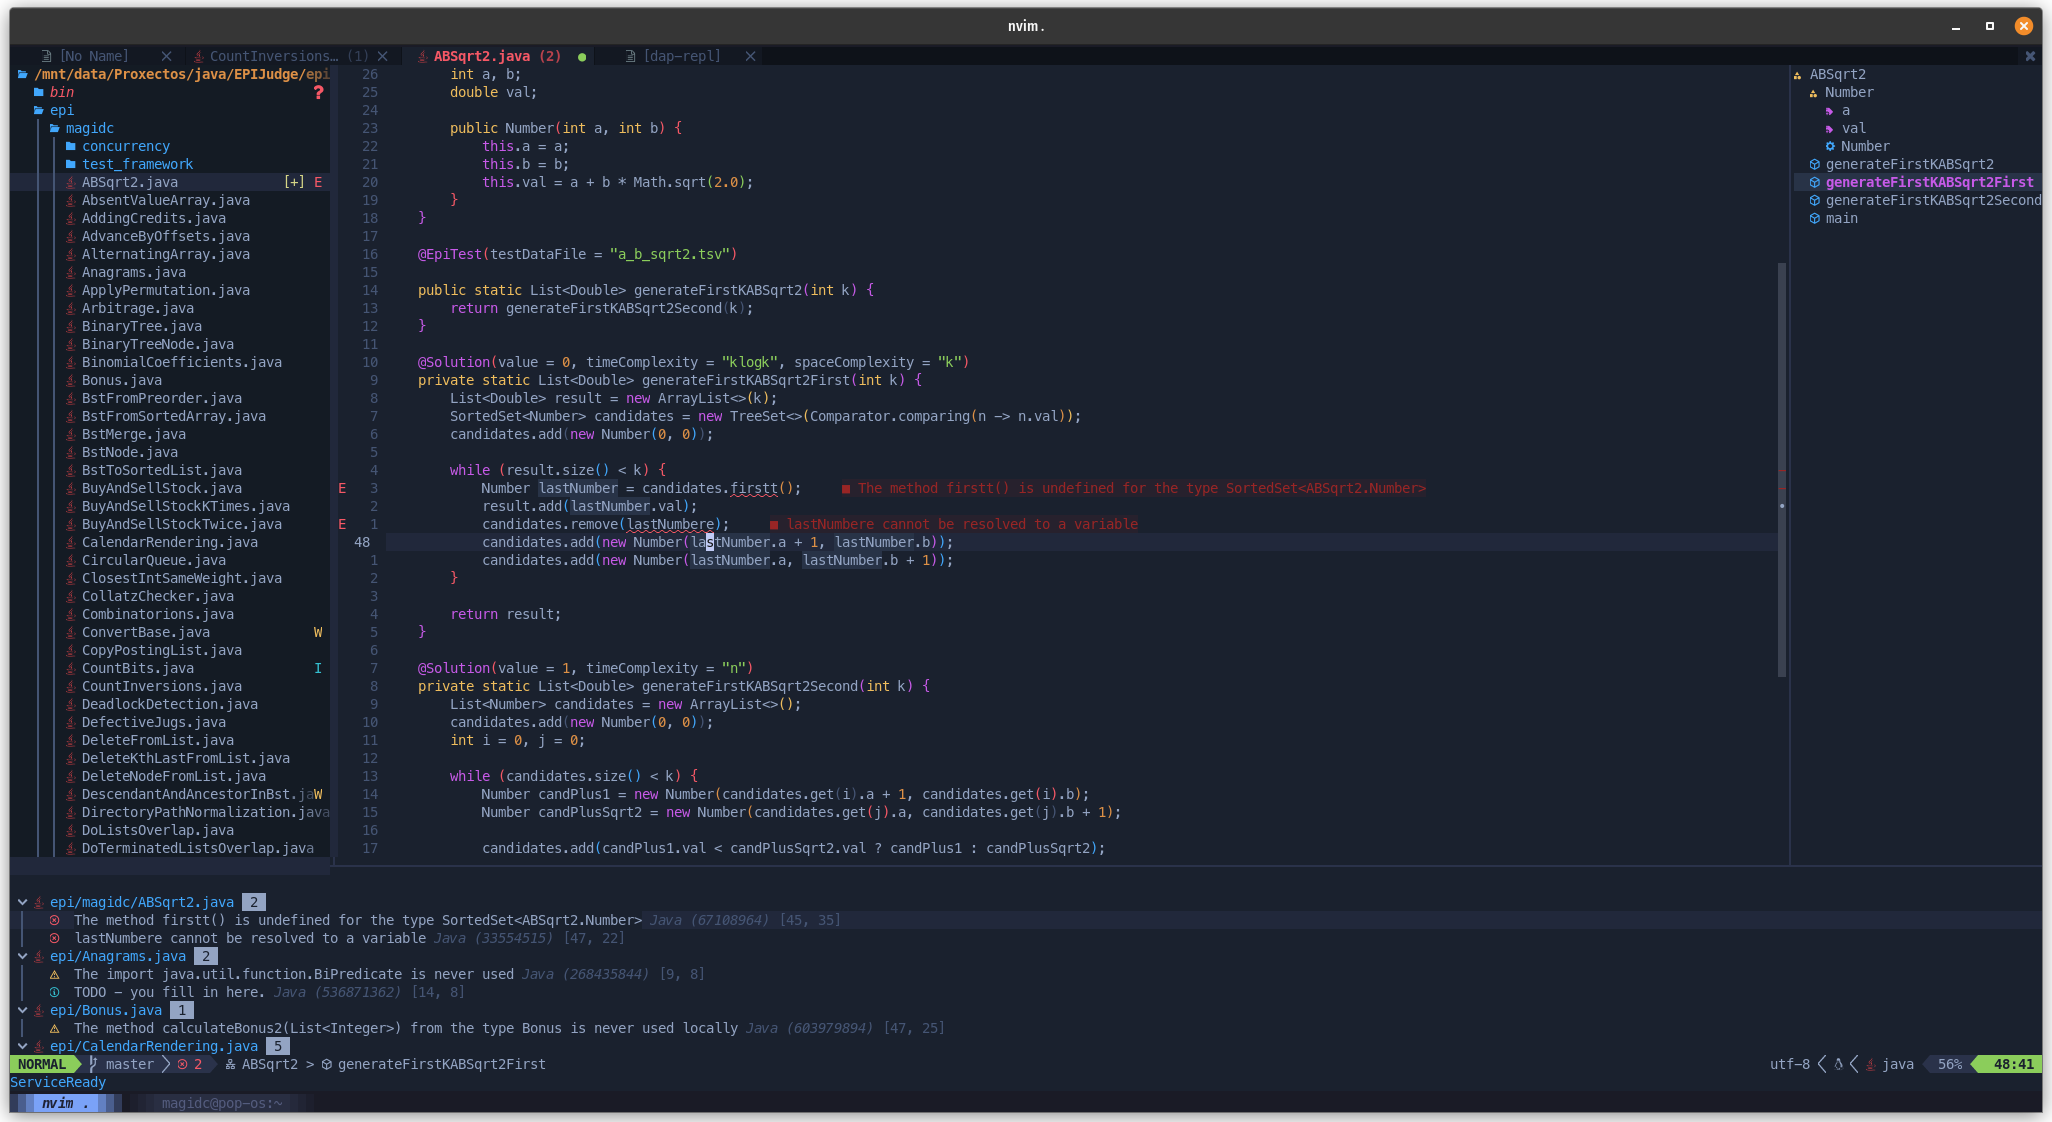 nvim .
[No Name] CountInversions… (1) ABSqrt2.java (2) [dap-repl]
/mnt/data/Proxectos/java/EPIJudge/epi
bin ?
epi
magidc
concurrency
test_framework
ABSqrt2.java [+] E
AbsentValueArray.java
AddingCredits.java
AdvanceByOffsets.java
AlternatingArray.java
Anagrams.java
ApplyPermutation.java
Arbitrage.java
BinaryTree.java
BinaryTreeNode.java
BinomialCoefficients.java
Bonus.java
BstFromPreorder.java
BstFromSortedArray.java
BstMerge.java
BstNode.java
BstToSortedList.java
BuyAndSellStock.java
BuyAndSellStockKTimes.java
BuyAndSellStockTwice.java
CalendarRendering.java
CircularQueue.java
ClosestIntSameWeight.java
CollatzChecker.java
Combinatorions.java
ConvertBase.java W
CopyPostingList.java
CountBits.java I
CountInversions.java
DeadlockDetection.java
DefectiveJugs.java
DeleteFromList.java
DeleteKthLastFromList.java
DeleteNodeFromList.java
DescendantAndAncestorInBst.jaW
DirectoryPathNormalization.java
DoListsOverlap.java
DoTerminatedListsOverlap.java
26 int a, b;
25 double val;
24
23 public Number(int a, int b) {
22 this.a = a;
21 this.b = b;
20 this.val = a + b * Math.sqrt(2.0);
19 }
18 }
17
16 @EpiTest(testDataFile = "a_b_sqrt2.tsv")
15
14 public static List<Double> generateFirstKABSqrt2(int k) {
13 return generateFirstKABSqrt2Second(k);
12 }
11
10 @Solution(value = 0, timeComplexity = "klogk", spaceComplexity = "k")
9 private static List<Double> generateFirstKABSqrt2First(int k) {
8 List<Double> result = new ArrayList<>(k);
7 SortedSet<Number> candidates = new TreeSet<>(Comparator.comparing(n -> n.val));
6 candidates.add(new Number(0, 0));
5
4 while (result.size() < k) {
E 3 Number lastNumber = candidates.firstt(); ■ The method firstt() is undefined for the type SortedSet<ABSqrt2.Number>
2 result.add(lastNumber.val);
E 1 candidates.remove(lastNumbere); ■ lastNumbere cannot be resolved to a variable
48 candidates.add(new Number(lastNumber.a + 1, lastNumber.b));
1 candidates.add(new Number(lastNumber.a, lastNumber.b + 1));
2 }
3
4 return result;
5 }
6
7 @Solution(value = 1, timeComplexity = "n")
8 private static List<Double> generateFirstKABSqrt2Second(int k) {
9 List<Number> candidates = new ArrayList<>();
10 candidates.add(new Number(0, 0));
11 int i = 0, j = 0;
12
13 while (candidates.size() < k) {
14 Number candPlus1 = new Number(candidates.get(i).a + 1, candidates.get(i).b);
15 Number candPlusSqrt2 = new Number(candidates.get(j).a, candidates.get(j).b + 1);
16
17 candidates.add(candPlus1.val < candPlusSqrt2.val ? candPlus1 : candPlusSqrt2);
ABSqrt2
Number
a
val
Number
generateFirstKABSqrt2
generateFirstKABSqrt2First
generateFirstKABSqrt2Second
main
epi/magidc/ABSqrt2.java 2
The method firstt() is undefined for the type SortedSet<ABSqrt2.Number> Java (67108964) [45, 35]
lastNumbere cannot be resolved to a variable Java (33554515) [47, 22]
epi/Anagrams.java 2
The import java.util.function.BiPredicate is never used Java (268435844) [9, 8]
TODO – you fill in here. Java (536871362) [14, 8]
epi/Bonus.java 1
The method calculateBonus2(List<Integer>) from the type Bonus is never used locally Java (603979894) [47, 25]
epi/CalendarRendering.java 5
NORMAL master 2 ABSqrt2 > generateFirstKABSqrt2First utf-8 java 56% 48:41
ServiceReady
nvim . magidc@pop-os:~